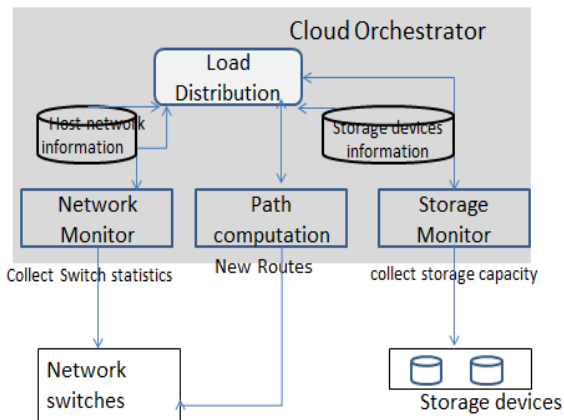 Cloud Orchestrator
Load
Distribution
Host network
information
Storage devices
information
Network
Monitor
Path
computation
Storage
Monitor
Collect Switch statistics
New Routes
collect storage capacity
Network
switches
Storage devices